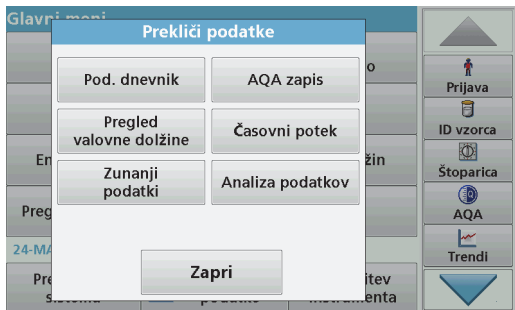 Glavni meni
Prekliči podatke
Pod. dnevnik
AQA zapis
Pregled
valovne dolžine
Časovni potek
Zunanji
podatki
Analiza podatkov
Zapri
Prijava
ID vzorca
Štoparica
AQA
Trendi